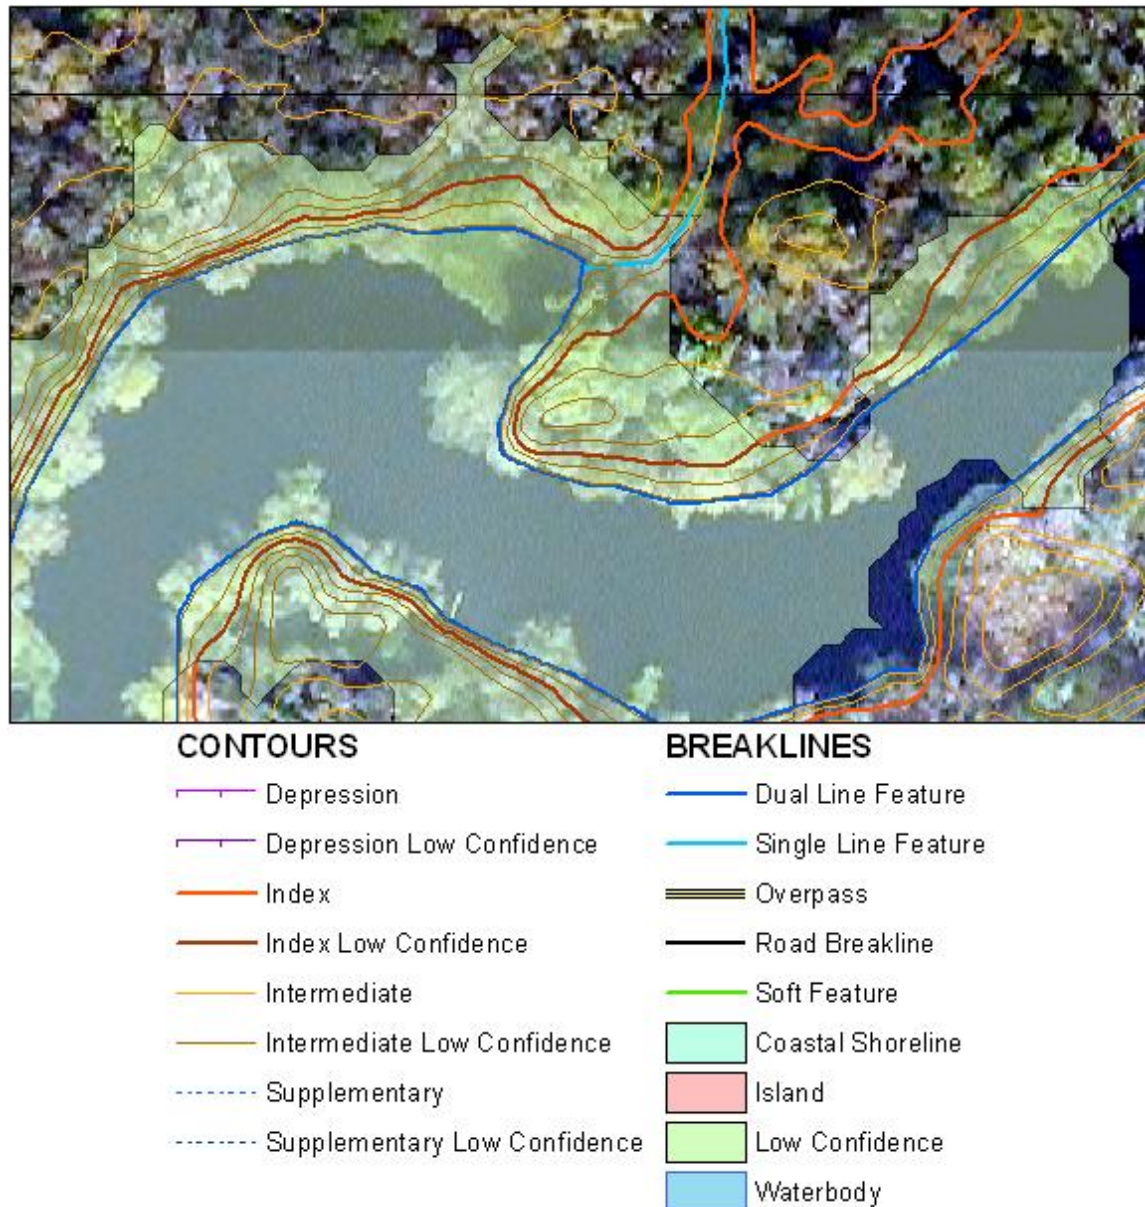 CONTOURS
Depression
Depression Low Confidence
Index
Index Low Confidence
Intermediate
Intermediate Low Confidence
Supplementary
Supplementary Low Confidence
BREAKLINES
Dual Line Feature
Single Line Feature
Overpass
Road Breakline
Soft Feature
Coastal Shoreline
Island
Low Confidence
Waterbody